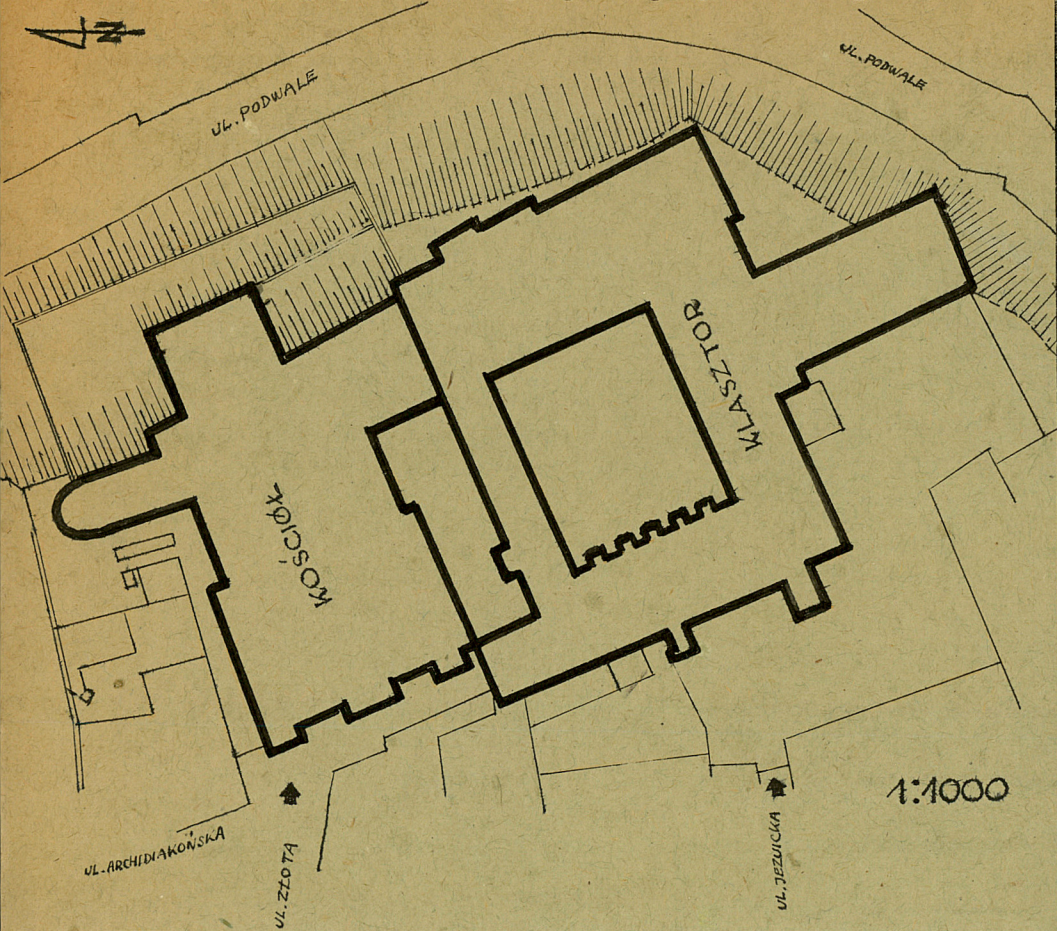 N
UL. PODWALE
UL. PODWALE
KLASZTOR
KOŚCIÓŁ
1:1000
UL. ARCHIDIAKOŃSKA
UL. ZŁOTA
UL. JEZUICKA